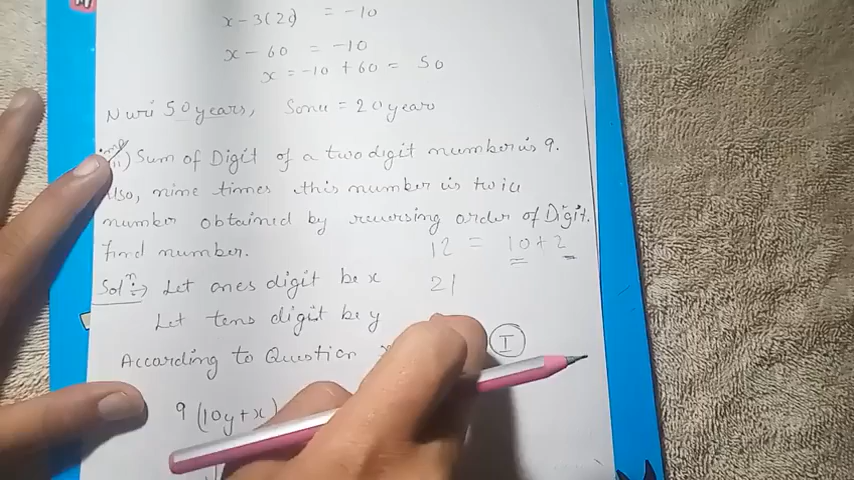 x - 3(20) = -10
x - 60 = -10
x = -10 + 60 = 50
Nuri 50 years, Sonu = 20 years
imp
(ii) Sum of Digit of a two digit number is 9.
Also, nine times this number is twice
number obtained by reversing order of Digit.
find number.
12 = 10 + 2
Solⁿ :→ Let ones digit be x
21
Let tens digit be y
According to Question
I
9 (10y + x)